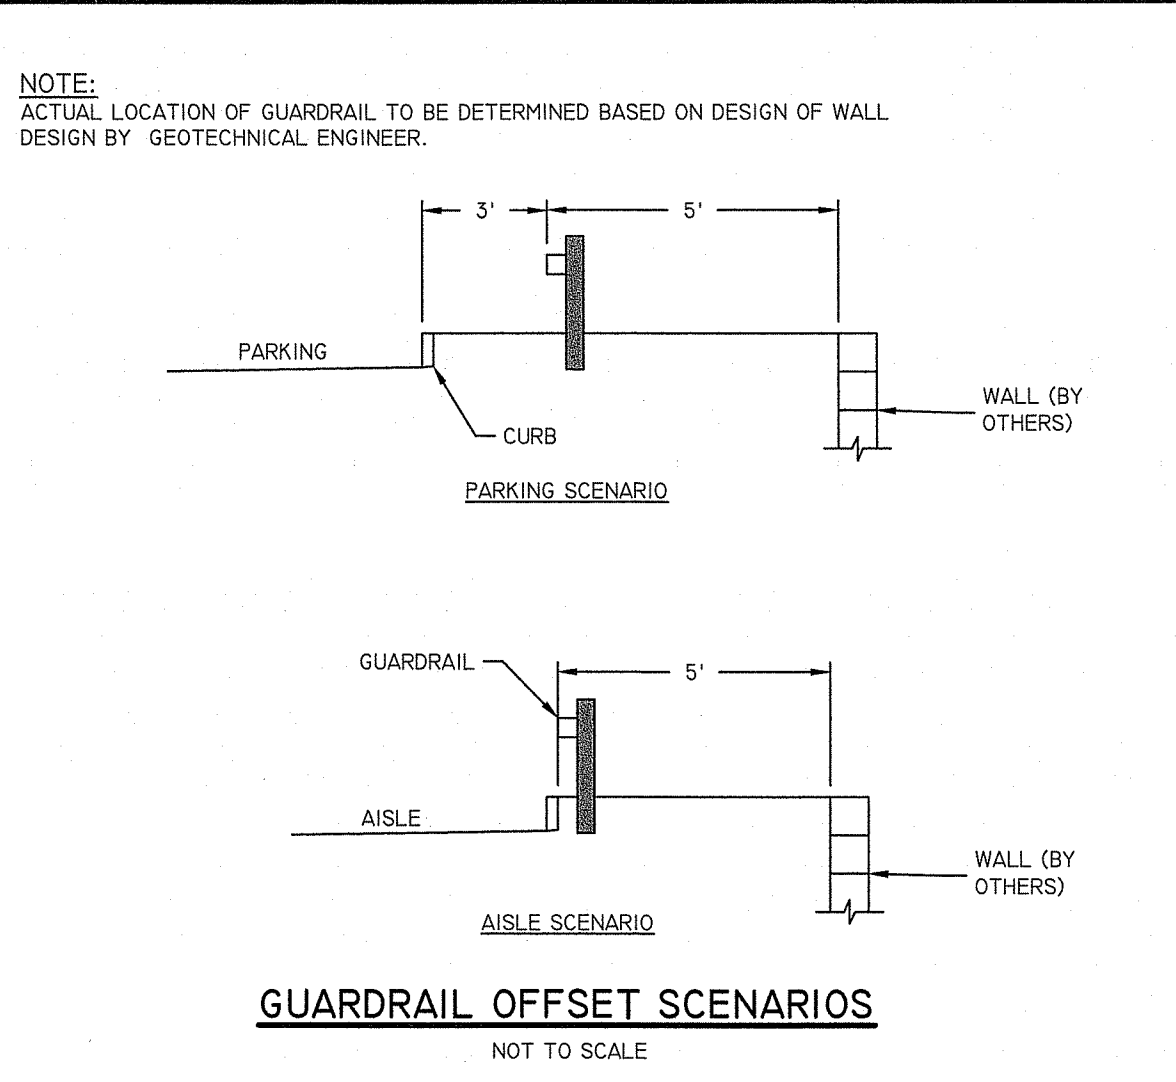 NOTE:
ACTUAL LOCATION OF GUARDRAIL TO BE DETERMINED BASED ON DESIGN OF WALL
DESIGN BY GEOTECHNICAL ENGINEER.
3'
5'
PARKING
WALL (BY
OTHERS)
CURB
PARKING SCENARIO
GUARDRAIL
5'
AISLE
WALL (BY
OTHERS)
AISLE SCENARIO
GUARDRAIL OFFSET SCENARIOS
NOT TO SCALE